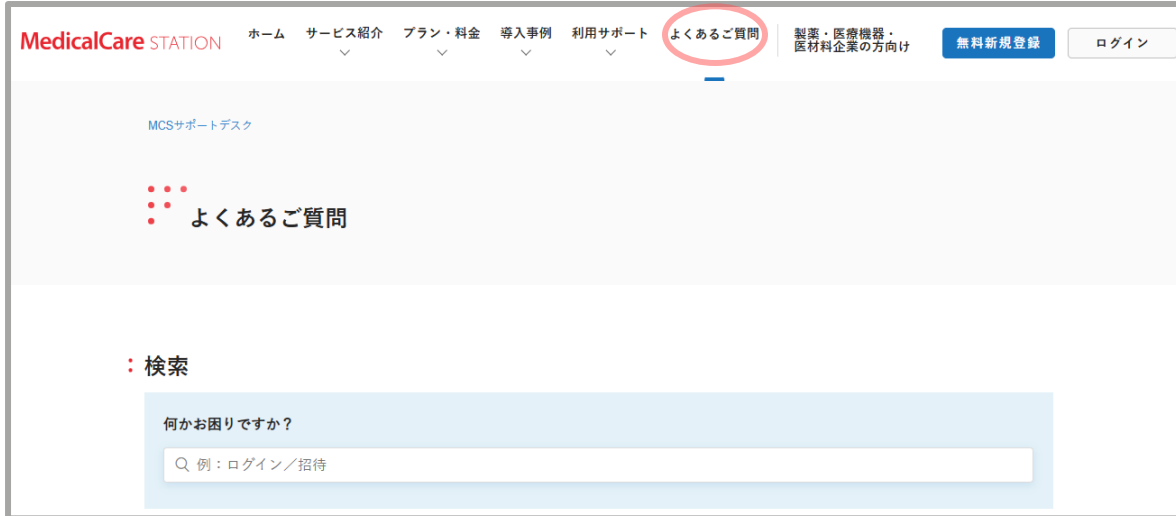 MedicalCare STATION
ホーム
サービス紹介
プラン・料金
導入事例
利用サポート
よくあるご質問
製薬・医療機器・
医材料企業の方向け
無料新規登録
ログイン
MCSサポートデスク
よくあるご質問
検索
何かお困りですか？
例：ログイン／招待